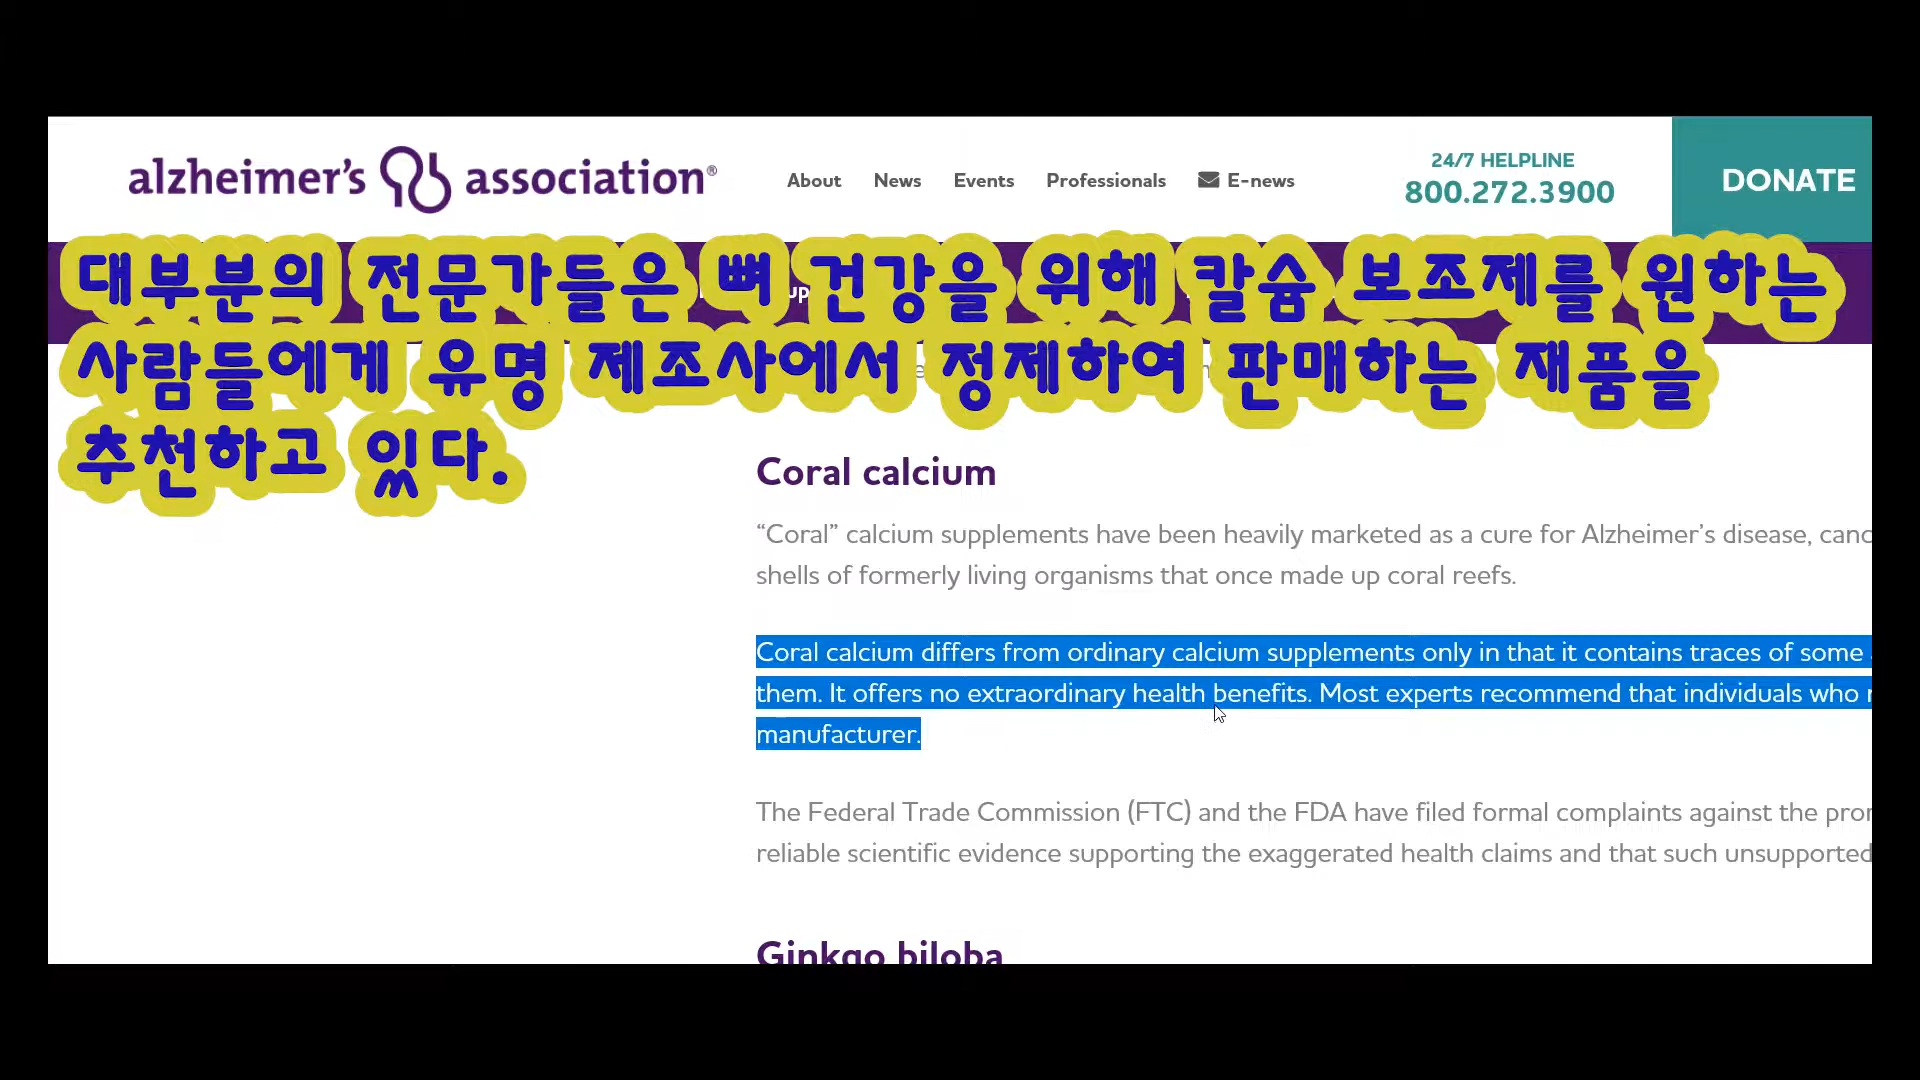 alzheimer's association®
About News Events Professionals E-news
24/7 HELPLINE
800.272.3900
DONATE
대부분의 전문가들은 뼈 건강을 위해 칼슘 보조제를 원하는
사람들에게 유명 제조사에서 정제하여 판매하는 재품을
추천하고 있다.
Coral calcium
“Coral” calcium supplements have been heavily marketed as a cure for Alzheimer’s disease,
shells of formerly living organisms that once made up coral reefs.
Coral calcium differs from ordinary calcium supplements only in that it contains traces of some
them. It offers no extraordinary health benefits. Most experts recommend that individuals who
manufacturer.
The Federal Trade Commission (FTC) and the FDA have filed formal complaints against the
reliable scientific evidence supporting the exaggerated health claims and that such unsupported
Ginkgo biloba